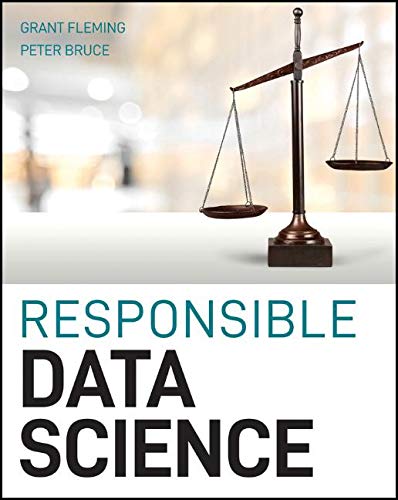 GRANT FLEMING
PETER BRUCE
RESPONSIBLE
DATA
SCIENCE